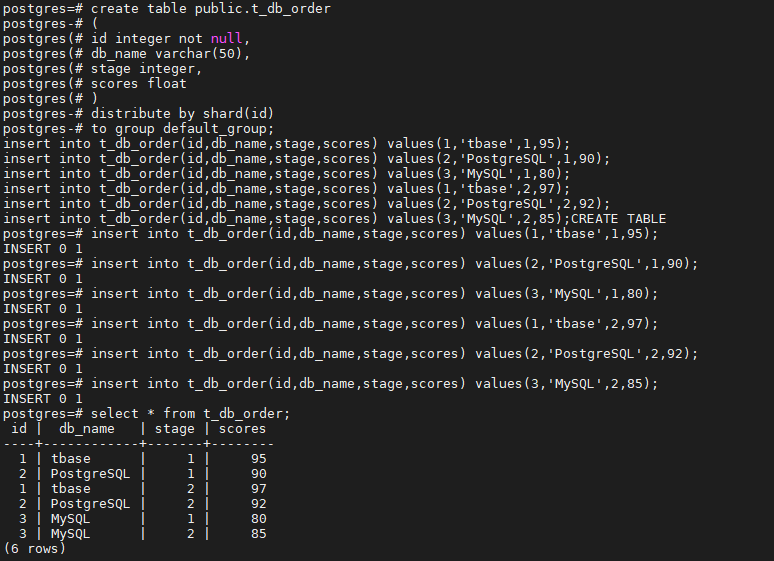 postgres=# create table public.t_db_order
postgres-# (
postgres(# id integer not null,
postgres(# db_name varchar(50),
postgres(# stage integer,
postgres(# scores float
postgres(# )
postgres-# distribute by shard(id)
postgres-# to group default_group;
insert into t_db_order(id,db_name,stage,scores) values(1,'tbase',1,95);
insert into t_db_order(id,db_name,stage,scores) values(2,'PostgreSQL',1,90);
insert into t_db_order(id,db_name,stage,scores) values(3,'MySQL',1,80);
insert into t_db_order(id,db_name,stage,scores) values(1,'tbase',2,97);
insert into t_db_order(id,db_name,stage,scores) values(2,'PostgreSQL',2,92);
insert into t_db_order(id,db_name,stage,scores) values(3,'MySQL',2,85);CREATE TABLE
postgres=# insert into t_db_order(id,db_name,stage,scores) values(1,'tbase',1,95);
INSERT 0 1
postgres=# insert into t_db_order(id,db_name,stage,scores) values(2,'PostgreSQL',1,90);
INSERT 0 1
postgres=# insert into t_db_order(id,db_name,stage,scores) values(3,'MySQL',1,80);
INSERT 0 1
postgres=# insert into t_db_order(id,db_name,stage,scores) values(1,'tbase',2,97);
INSERT 0 1
postgres=# insert into t_db_order(id,db_name,stage,scores) values(2,'PostgreSQL',2,92);
INSERT 0 1
postgres=# insert into t_db_order(id,db_name,stage,scores) values(3,'MySQL',2,85);
INSERT 0 1
postgres=# select * from t_db_order;
 id |  db_name   | stage | scores
----+------------+-------+--------
  1 | tbase      |     1 |     95
  2 | PostgreSQL |     1 |     90
  1 | tbase      |     2 |     97
  2 | PostgreSQL |     2 |     92
  3 | MySQL      |     1 |     80
  3 | MySQL      |     2 |     85
(6 rows)